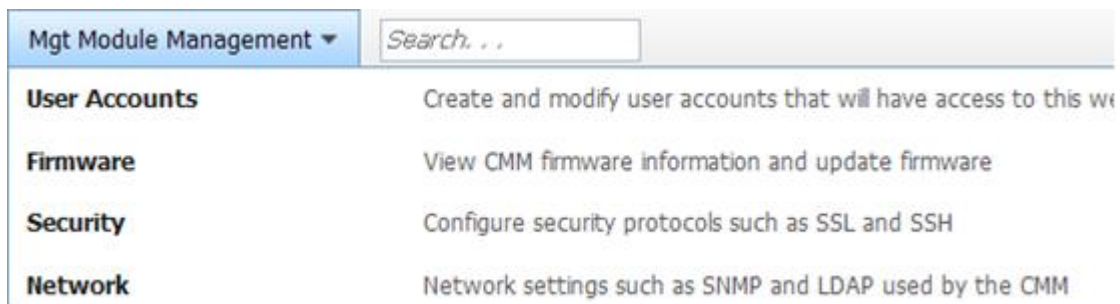 Mgt Module Management Search. . .
User Accounts Create and modify user accounts that will have access to this we
Firmware View CMM firmware information and update firmware
Security Configure security protocols such as SSL and SSH
Network Network settings such as SNMP and LDAP used by the CMM